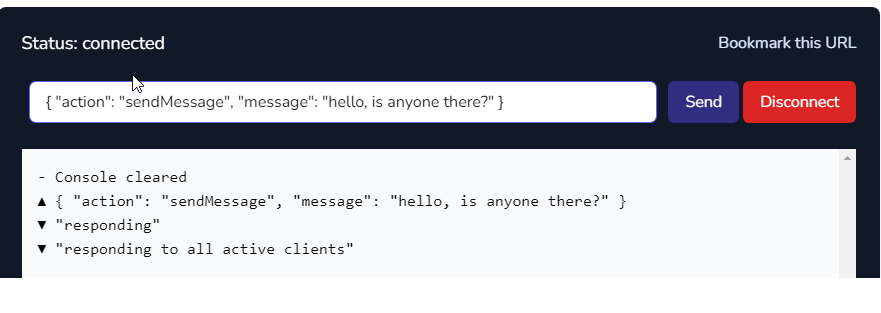 Status: connected
Bookmark this URL
{ "action": "sendMessage", "message": "hello, is anyone there?" }
Send
Disconnect
- Console cleared
▲ { "action": "sendMessage", "message": "hello, is anyone there?" }
▼ "responding"
▼ "responding to all active clients"